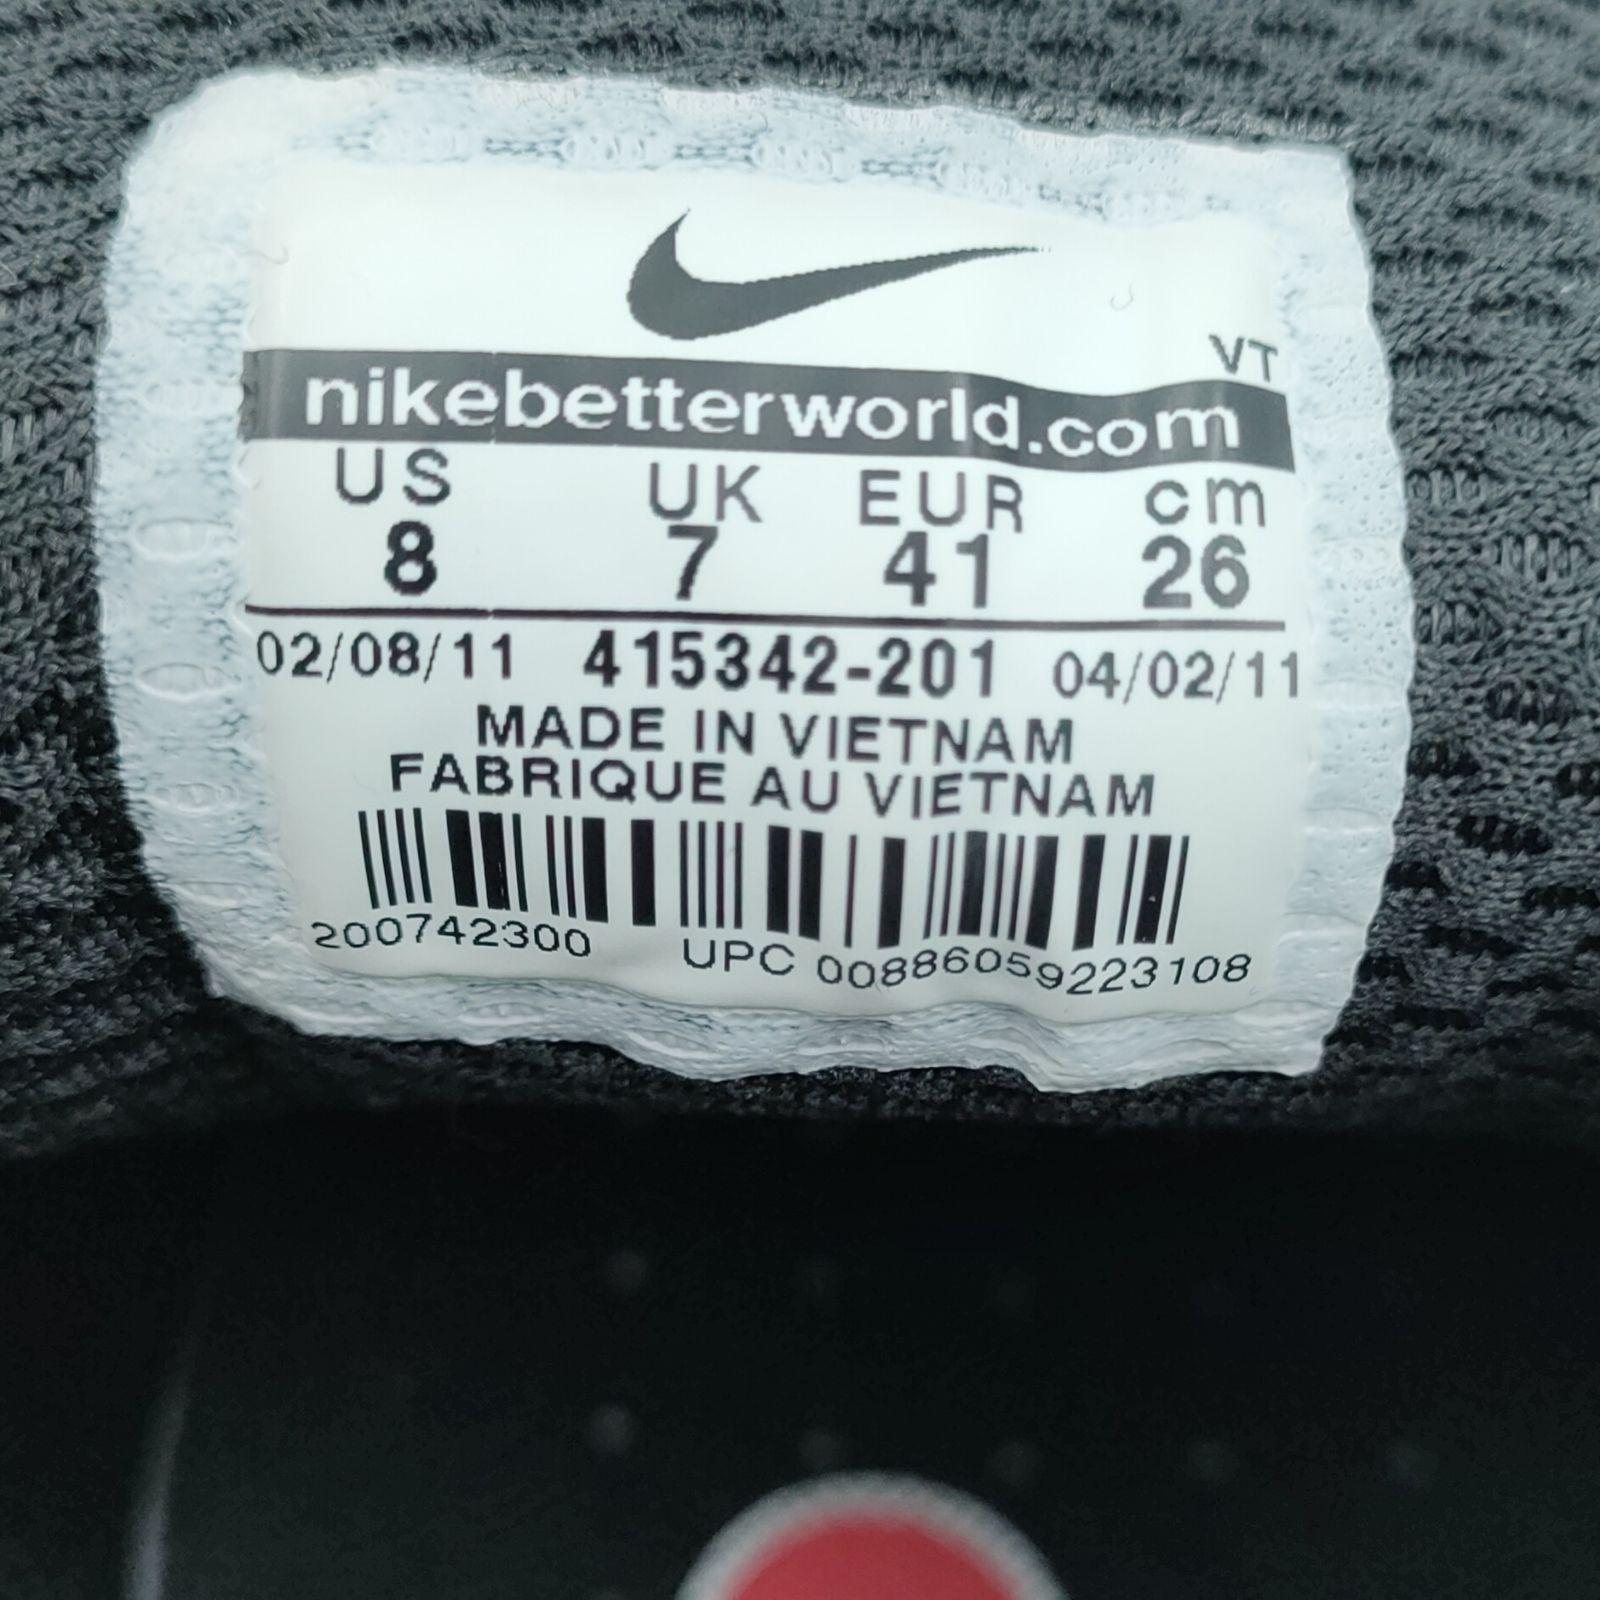 VT
nikebetterworld.com
US UK EUR cm
8 7 41 26
02/08/11 415342-201 04/02/11
MADE IN VIETNAM
FABRIQUE AU VIETNAM
200742300 UPC 00886059223108